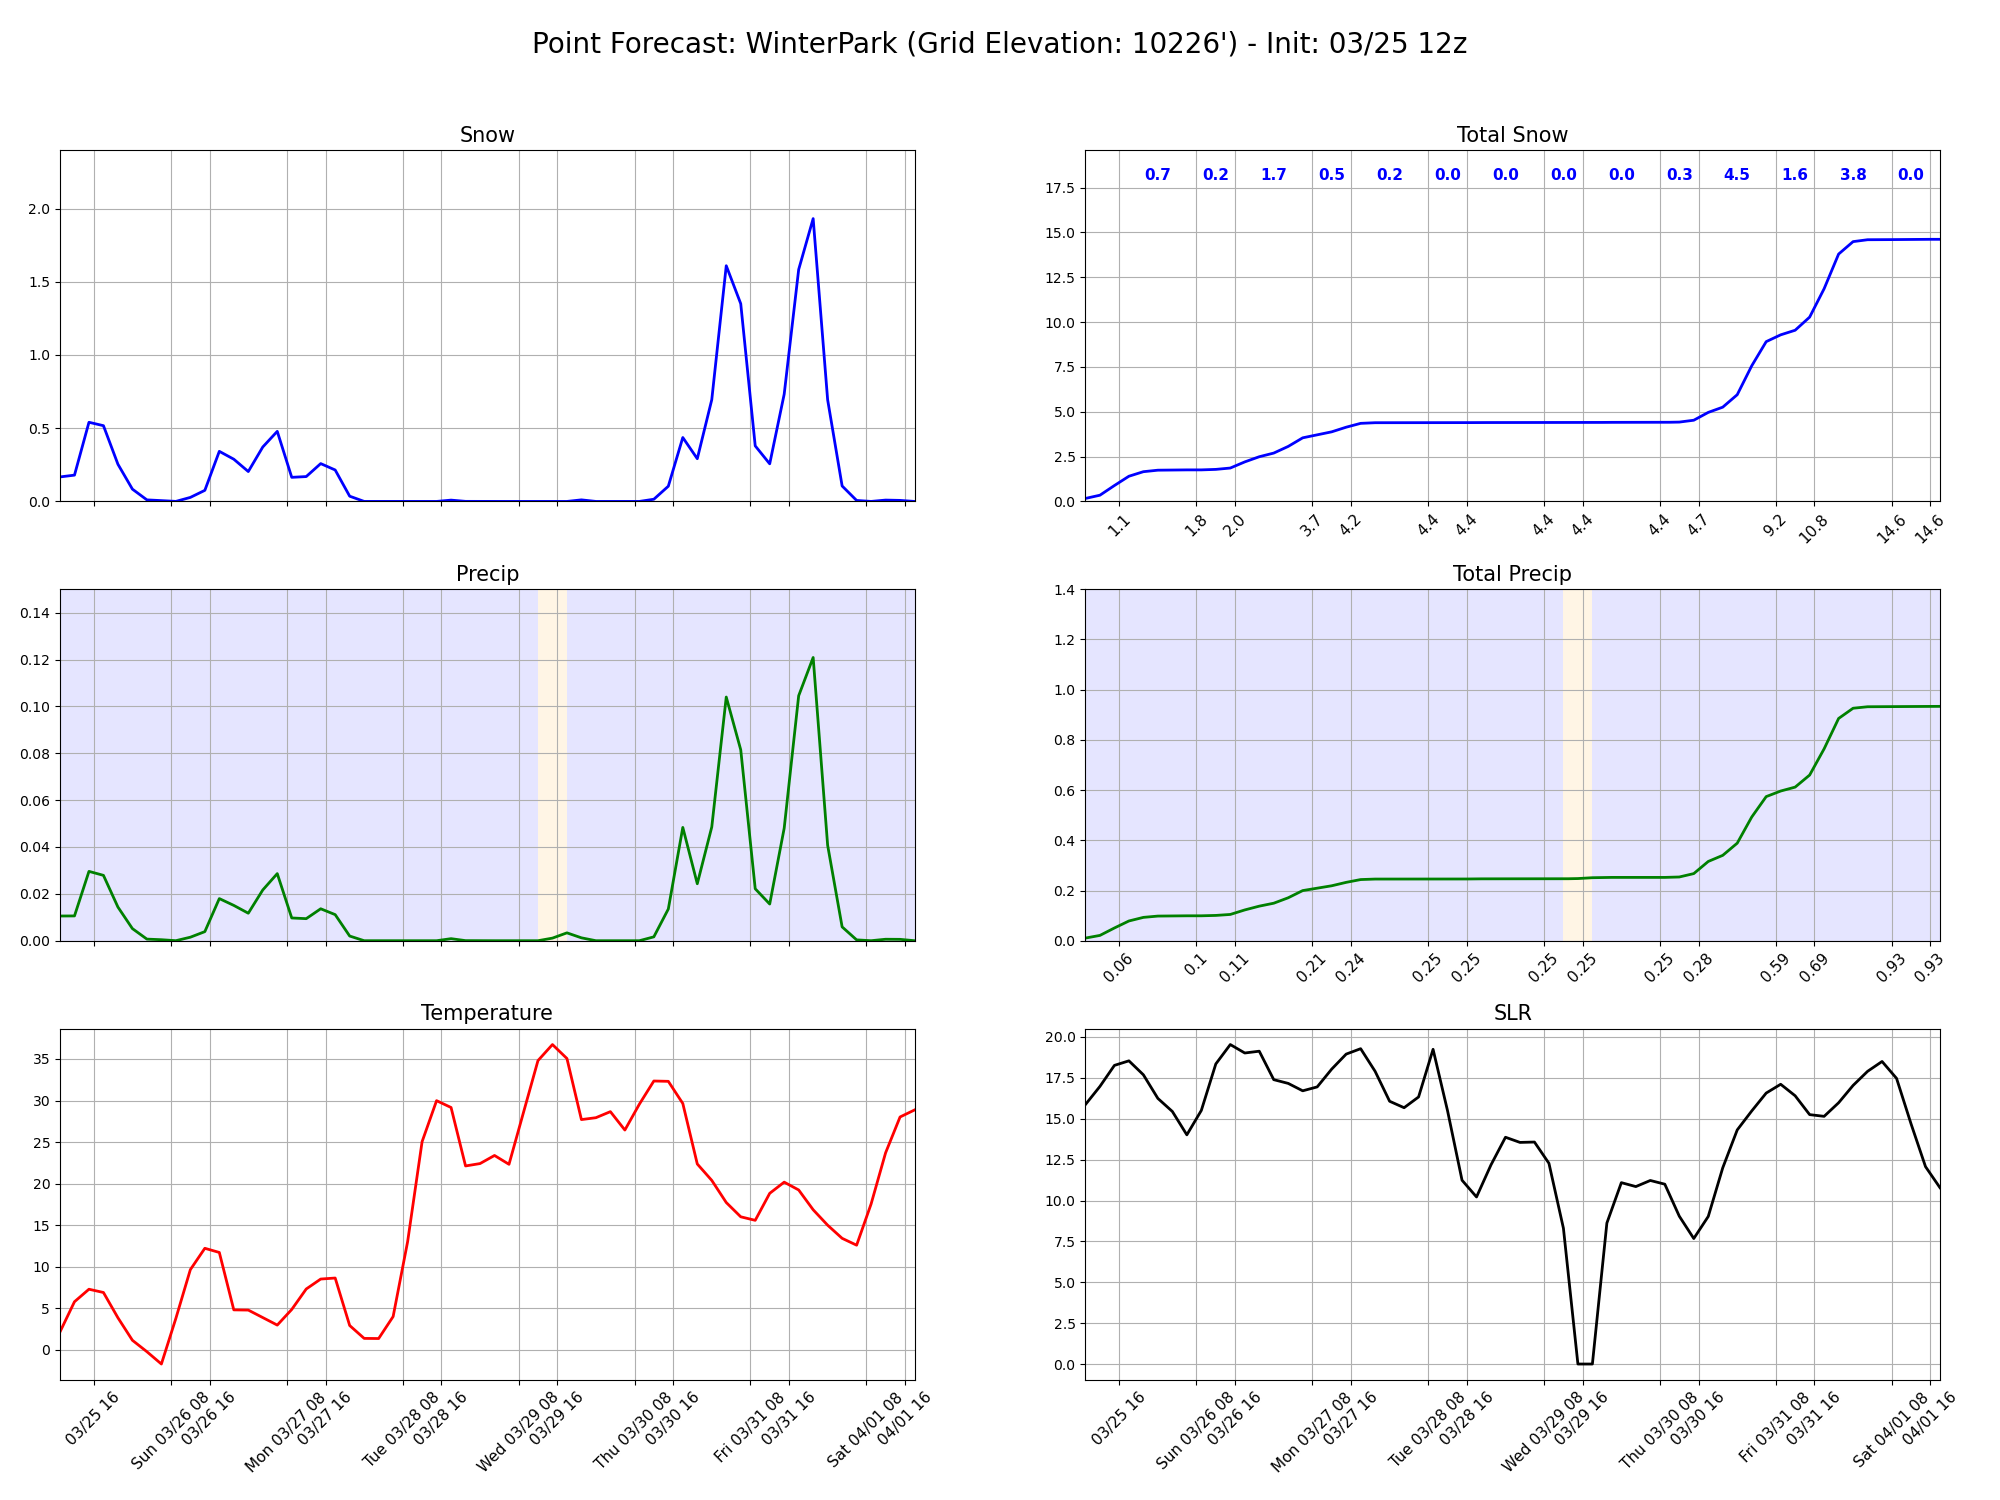 Point Forecast: WinterPark (Grid Elevation: 10226') - Init: 03/25 12z
Snow
2.0
1.5
1.0
0.5
0.0
Total Snow
0.7 0.2 1.7 0.5 0.2 0.0 0.0 0.0 0.0 0.3 4.5 1.6 3.8 0.0
17.5
15.0
12.5
10.0
7.5
5.0
2.5
0.0
1.1 1.8 2.0 3.7 4.2 4.4 4.4 4.4 4.4 4.4 4.7 9.2 10.8 14.6 14.6
Precip
0.14
0.12
0.10
0.08
0.06
0.04
0.02
0.00
Total Precip
1.4
1.2
1.0
0.8
0.6
0.4
0.2
0.0
0.06 0.1 0.11 0.21 0.24 0.25 0.25 0.25 0.25 0.25 0.28 0.59 0.69 0.93 0.93
Temperature
35
30
25
20
15
10
5
0
03/25 16
Sun 03/26 08
03/26 16
Mon 03/27 08
03/27 16
Tue 03/28 08
03/28 16
Wed 03/29 08
03/29 16
Thu 03/30 08
03/30 16
Fri 03/31 08
03/31 16
Sat 04/01 08
04/01 16
SLR
20.0
17.5
15.0
12.5
10.0
7.5
5.0
2.5
0.0
03/25 16
Sun 03/26 08
03/26 16
Mon 03/27 08
03/27 16
Tue 03/28 08
03/28 16
Wed 03/29 08
03/29 16
Thu 03/30 08
03/30 16
Fri 03/31 08
03/31 16
Sat 04/01 08
04/01 16